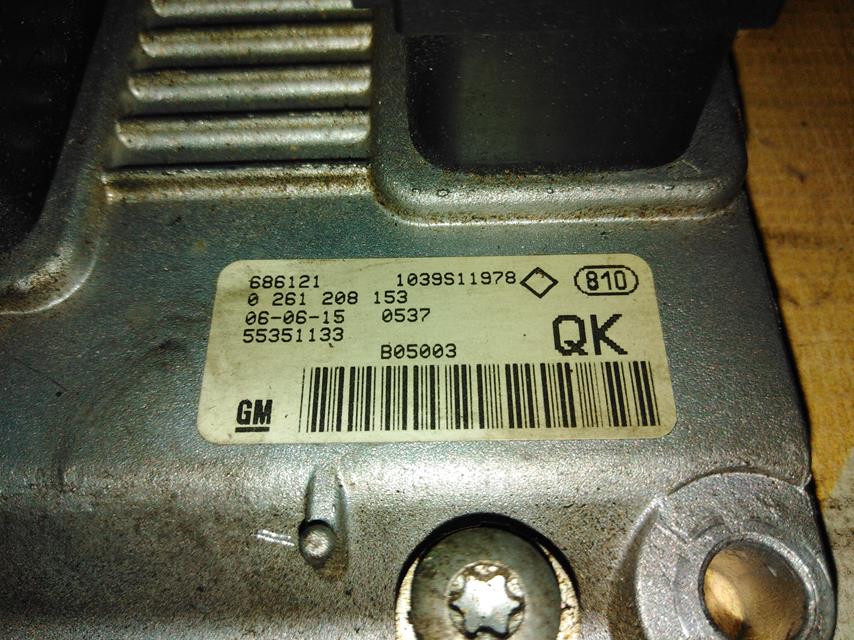 686121 1039S11978 810
0 261 208 153
06-06-15 0537
55351133 QK
B05003
GM